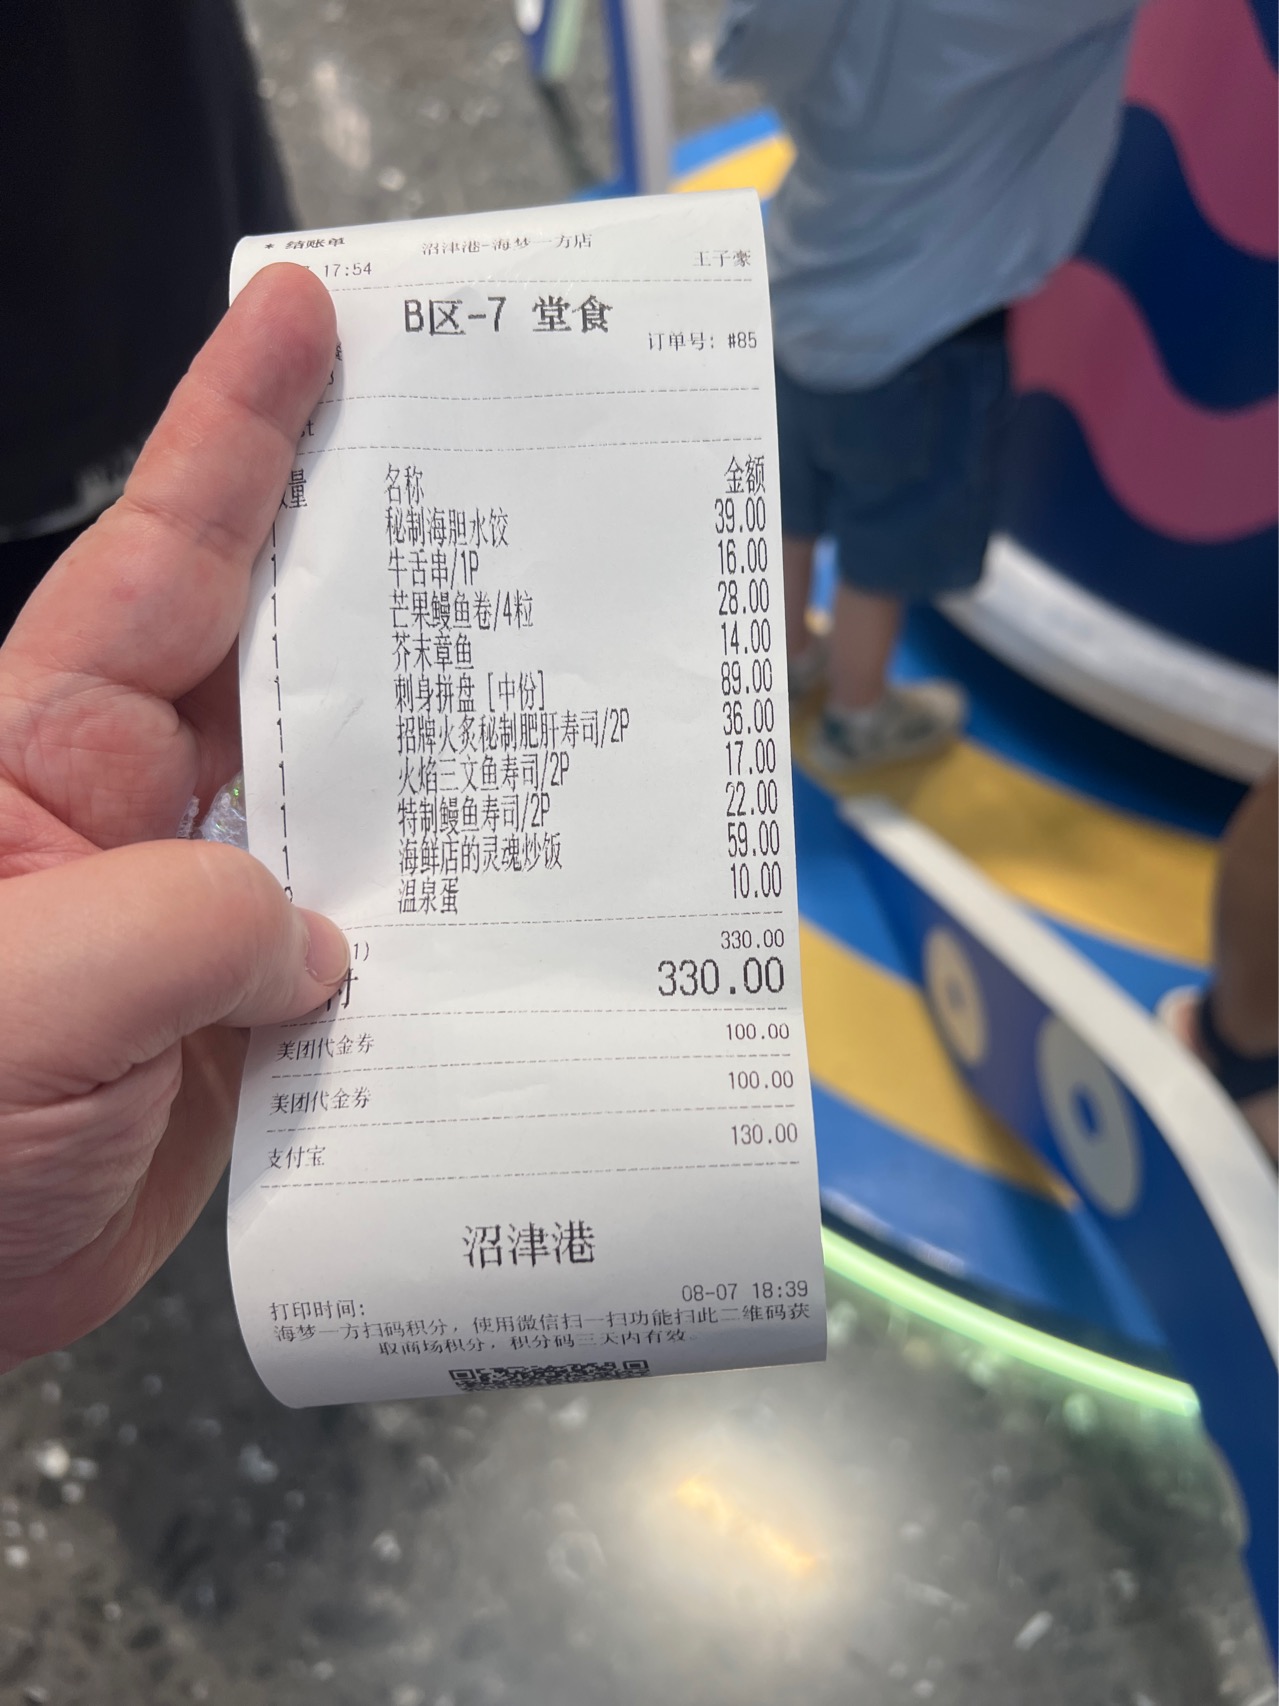 * 结账单
沼津港-海梦一方店
17:54
王子豪
B区-7 堂食
订单号: #85
量 名称 金额
1 秘制海胆水饺 39.00
1 牛舌串/1P 16.00
1 芒果鳗鱼卷/4粒 28.00
1 芥末章鱼 14.00
1 刺身拼盘 [中份] 89.00
1 招牌火炙秘制肥肝寿司/2P 36.00
1 火焰三文鱼寿司/2P 17.00
1 特制鳗鱼寿司/2P 22.00
1 海鲜店的灵魂炒饭 59.00
温泉蛋 10.00
1) 330.00
付 330.00
美团代金券 100.00
美团代金券 100.00
支付宝 130.00
沼津港
打印时间: 08-07 18:39
海梦一方扫码积分, 使用微信扫一扫功能扫此二维码获
取商场积分, 积分码三天内有效